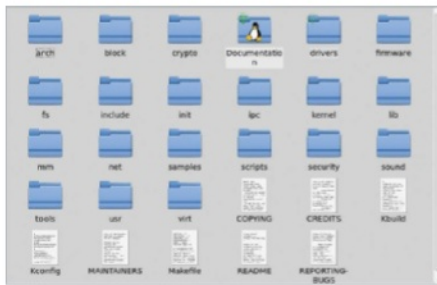 arch block crypto Documentatio drivers firmware
n
fs include init ipc kernel lib
mm net samples scripts security sound
tools usr virt COPYING CREDITS Kbuild
Kconfig MAINTAINERS Makefile README REPORTING-
BUGS